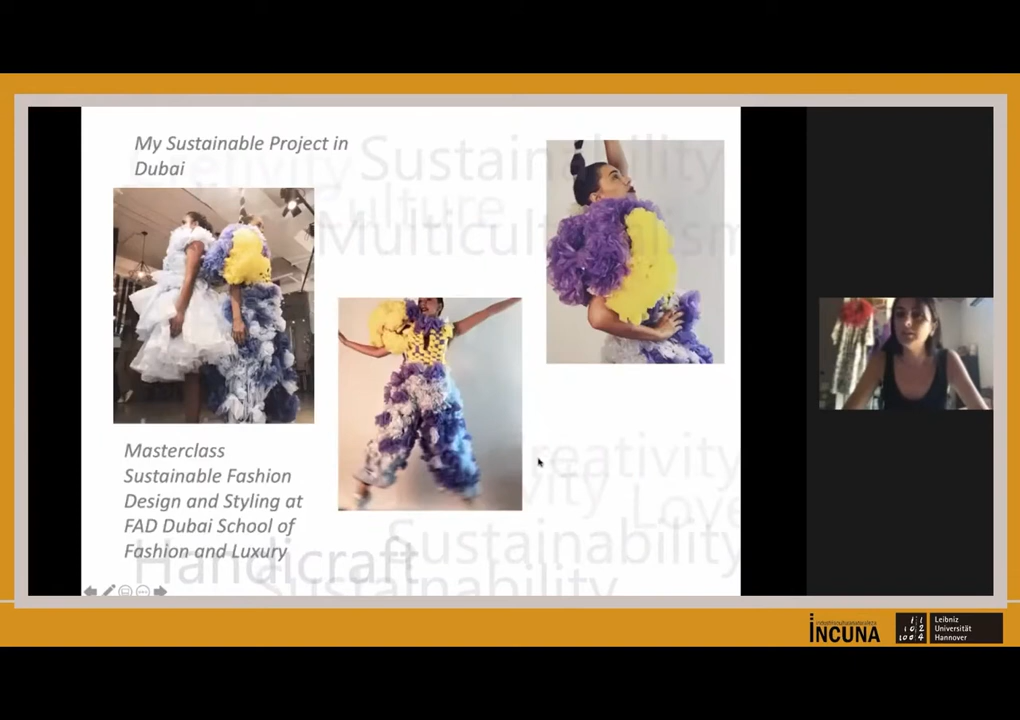 My Sustainable Project in
Dubai
Sustainability
Culture
Multiculturalism
Masterclass
Sustainable Fashion
Design and Styling at
FAD Dubai School of
Fashion and Luxury
Creativity
Love
Sustainability
Handicraft
Sustainability
INCUNA
Leibniz
Universität
Hannover